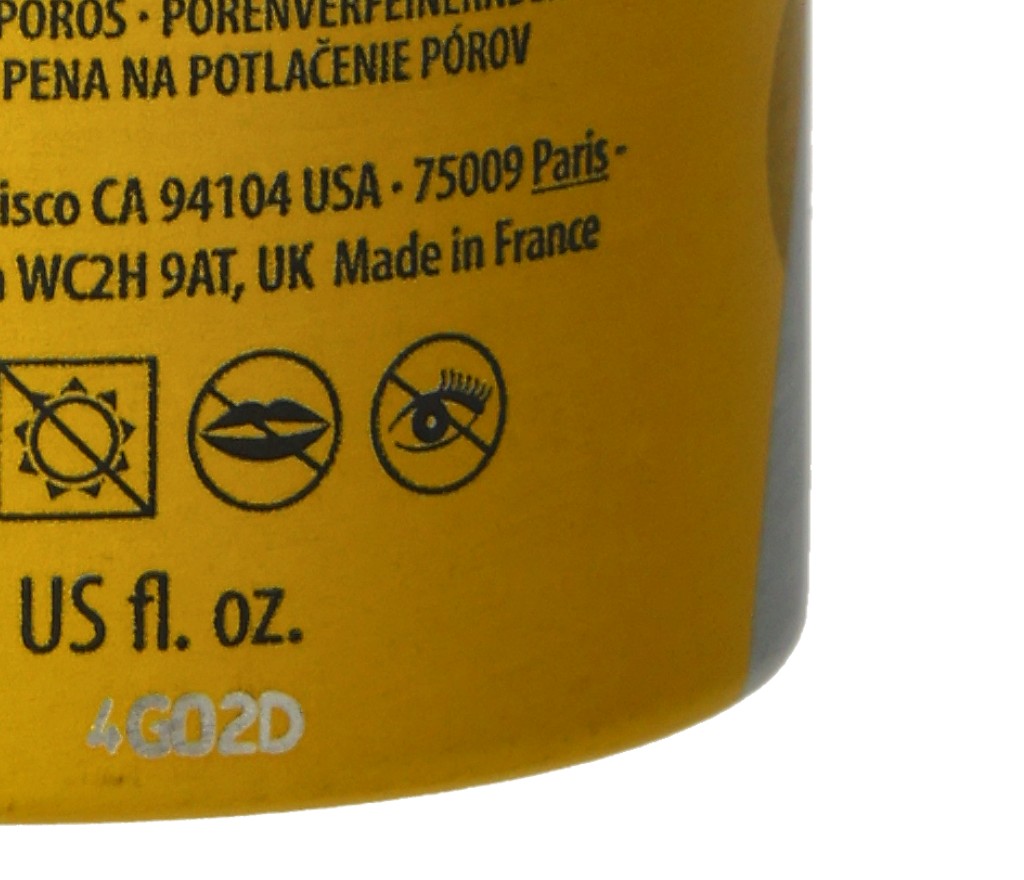 POROS · PORENVERFEINERND
PENA NA POTLAČENIE PÓROV
isco CA 94104 USA · 75009 Paris ·
WC2H 9AT, UK Made in France
US fl. oz.
4G02D